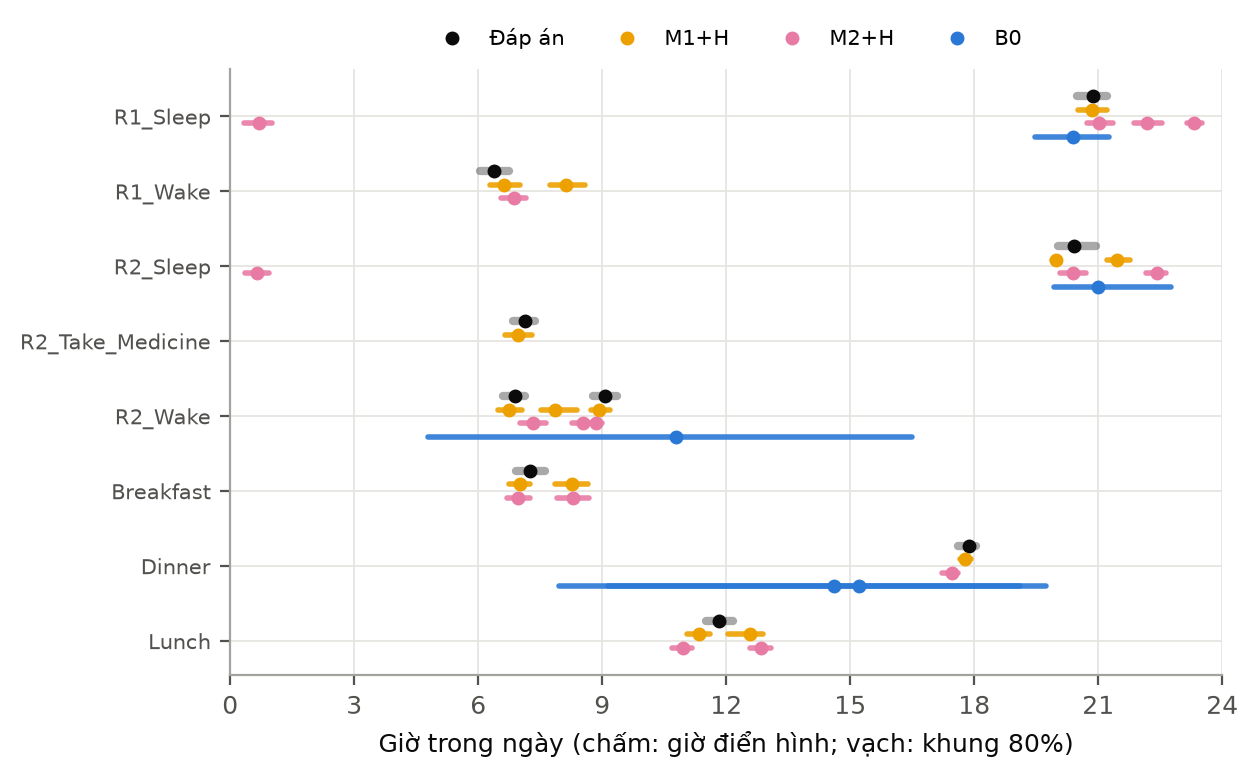 Đáp án M1+H M2+H B0
R1_Sleep
R1_Wake
R2_Sleep
R2_Take_Medicine
R2_Wake
Breakfast
Dinner
Lunch
0 3 6 9 12 15 18 21 24
Giờ trong ngày (chấm: giờ điển hình; vạch: khung 80%)